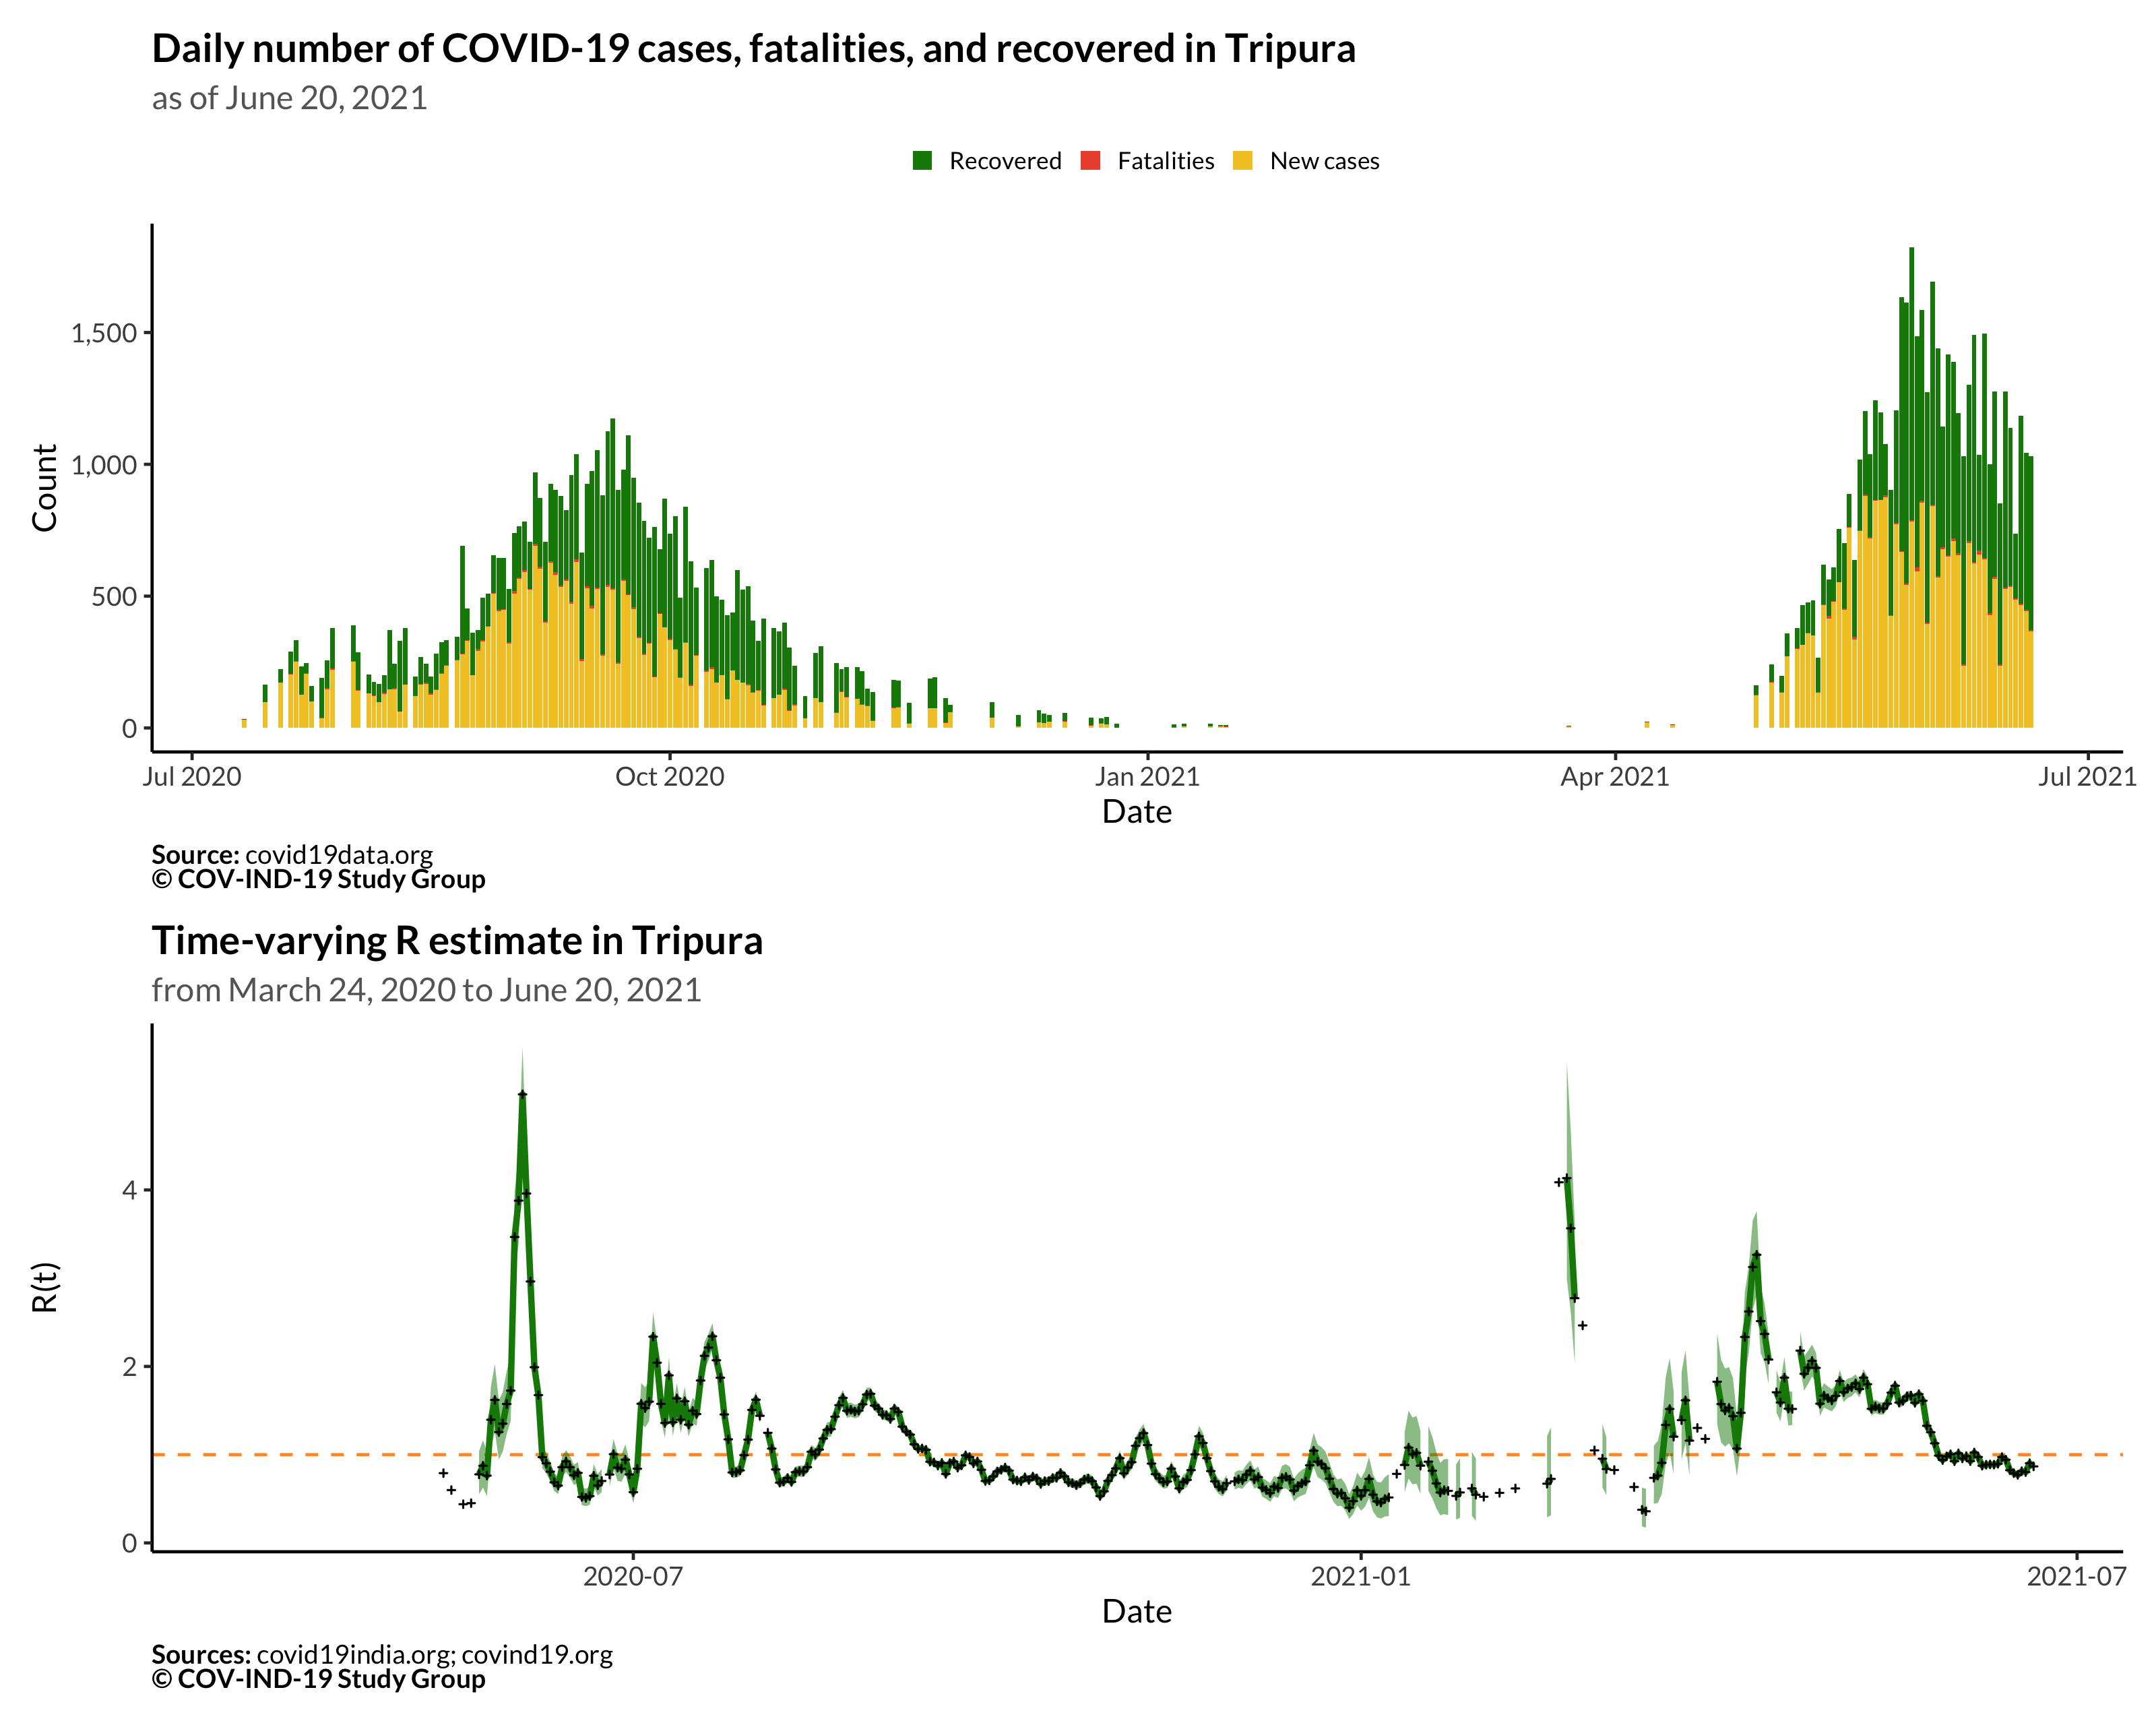 Daily number of COVID-19 cases, fatalities, and recovered in Tripura
as of June 20, 2021
Recovered Fatalities New cases
Count
1,500
1,000
500
0
Jul 2020 Oct 2020 Jan 2021 Apr 2021 Jul 2021
Date
Source: covid19data.org
© COV-IND-19 Study Group
Time-varying R estimate in Tripura
from March 24, 2020 to June 20, 2021
R(t)
4
2
0
2020-07 2021-01 2021-07
Date
Sources: covid19india.org; covind19.org
© COV-IND-19 Study Group